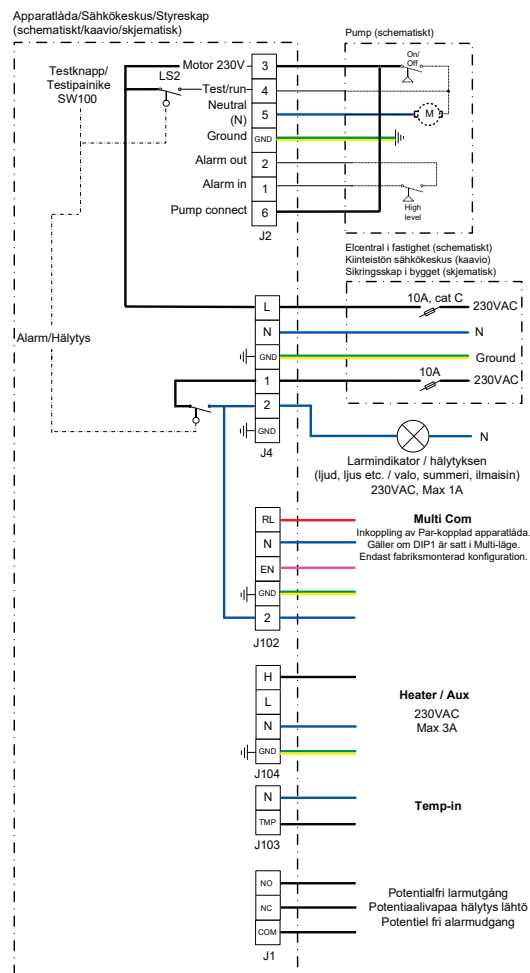 Apparatlåda/Sähkökeskus/Styreskap
(schematiskt/kaavio/skjematisk)
Pump (schematiskt)
Testknapp/
Testipainike
SW100
LS2
Motor 230V
3
Test/run
4
Neutral
(N)
5
Ground
GND
Alarm out
2
Alarm in
1
Pump connect
6
J2
On/
Off
M
High
level
Elcentral i fastighet (schematiskt)
Kiinteistön sähkökeskus (kaavio)
Sikringsskap i bygget (skjematisk)
L
10A, cat C
230VAC
N
N
GND
Ground
1
10A
230VAC
2
GND
J4
Alarm/Hälytys
N
Larmindikator / hälytyksen
(ljud, ljus etc. / valo, summeri, ilmaisin)
230VAC, Max 1A
RL
N
EN
GND
2
J102
Multi Com
Inkoppling av Par-kopplad apparatlåda.
Gäller om DIP1 är satt i Multi-läge.
Endast fabriksmonterad konfiguration.
H
L
N
GND
J104
Heater / Aux
230VAC
Max 3A
N
TMP
J103
Temp-in
NO
NC
COM
J1
Potentialfri larmutgång
Potentiaalivapaa hälytys lähtö
Potentiel fri alarmudgang